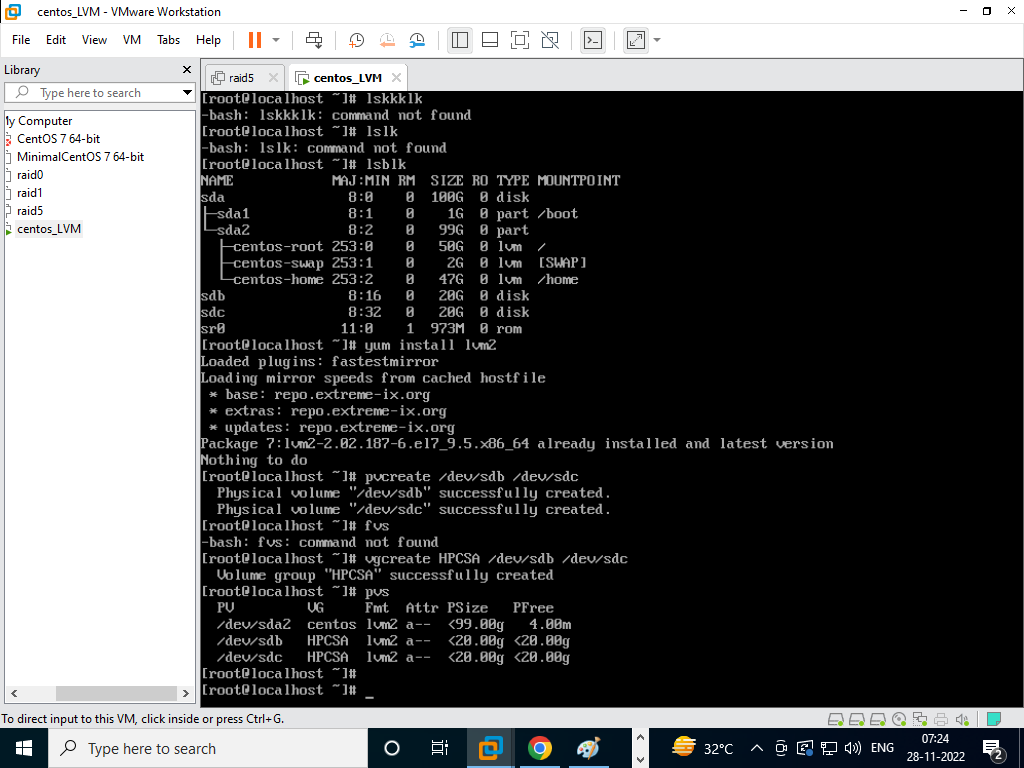 centos_LVM - VMware Workstation
File Edit View VM Tabs Help
Library
Type here to search
raid5
centos_LVM
My Computer
CentOS 7 64-bit
MinimalCentOS 7 64-bit
raid0
raid1
raid5
centos_LVM
[root@localhost ~]# lskkklk
-bash: lskkklk: command not found
[root@localhost ~]# lslk
-bash: lslk: command not found
[root@localhost ~]# lsblk
NAME MAJ:MIN RM SIZE RO TYPE MOUNTPOINT
sda 8:0 0 100G 0 disk
├─sda1 8:1 0 1G 0 part /boot
└─sda2 8:2 0 99G 0 part
├─centos-root 253:0 0 50G 0 lvm /
├─centos-swap 253:1 0 2G 0 lvm [SWAP]
└─centos-home 253:2 0 47G 0 lvm /home
sdb 8:16 0 20G 0 disk
sdc 8:32 0 20G 0 disk
sr0 11:0 1 973M 0 rom
[root@localhost ~]# yum install lvm2
Loaded plugins: fastestmirror
Loading mirror speeds from cached hostfile
* base: repo.extreme-ix.org
* extras: repo.extreme-ix.org
* updates: repo.extreme-ix.org
Package 7:lvm2-2.02.187-6.el7_9.5.x86_64 already installed and latest version
Nothing to do
[root@localhost ~]# pvcreate /dev/sdb /dev/sdc
Physical volume "/dev/sdb" successfully created.
Physical volume "/dev/sdc" successfully created.
[root@localhost ~]# fvs
-bash: fvs: command not found
[root@localhost ~]# vgcreate HPCSA /dev/sdb /dev/sdc
Volume group "HPCSA" successfully created
[root@localhost ~]# pvs
PV VG Fmt Attr PSize PFree
/dev/sda2 centos lvm2 a-- <99.00g 4.00m
/dev/sdb HPCSA lvm2 a-- <20.00g <20.00g
/dev/sdc HPCSA lvm2 a-- <20.00g <20.00g
[root@localhost ~]#
[root@localhost ~]# _
To direct input to this VM, click inside or press Ctrl+G.
Type here to search
32°C
ENG
07:24
28-11-2022
2